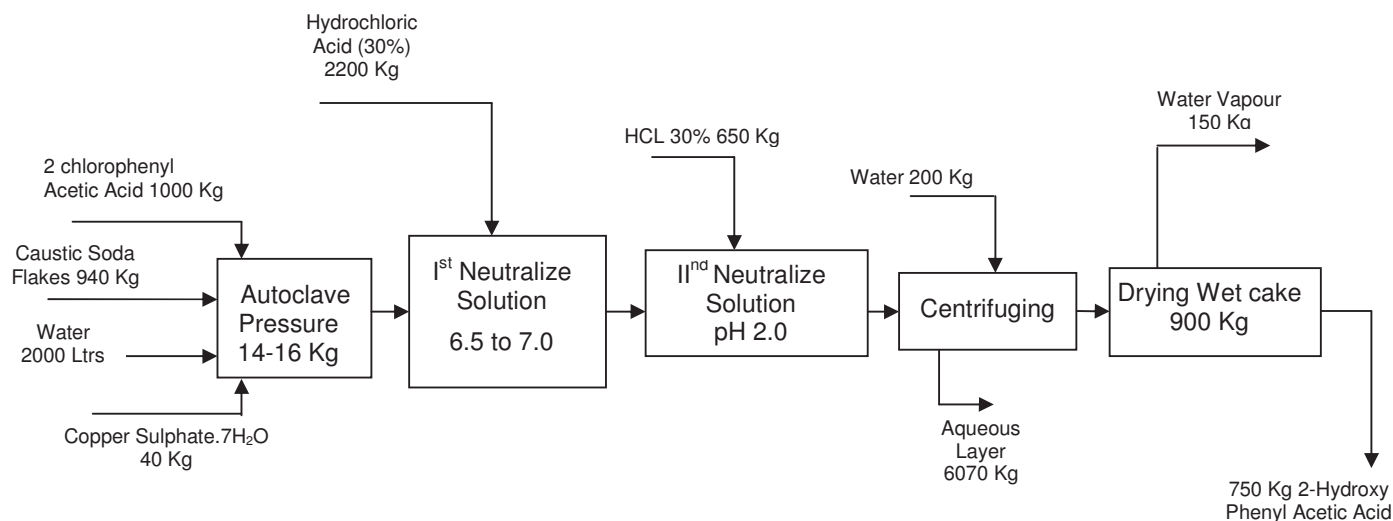 Hydrochloric
Acid (30%)
2200 Kg
Water Vapour
150 Kg
HCL 30% 650 Kg
2 chlorophenyl
Acetic Acid 1000 Kg
Water 200 Kg
Caustic Soda
Flakes 940 Kg
Water
2000 Ltrs
Copper Sulphate.7H₂O
40 Kg
Autoclave
Pressure
14-16 Kg
Iˢᵗ Neutralize
Solution
6.5 to 7.0
IIⁿᵈ Neutralize
Solution
pH 2.0
Centrifuging
Drying Wet cake
900 Kg
Aqueous
Layer
6070 Kg
750 Kg 2-Hydroxy
Phenyl Acetic Acid